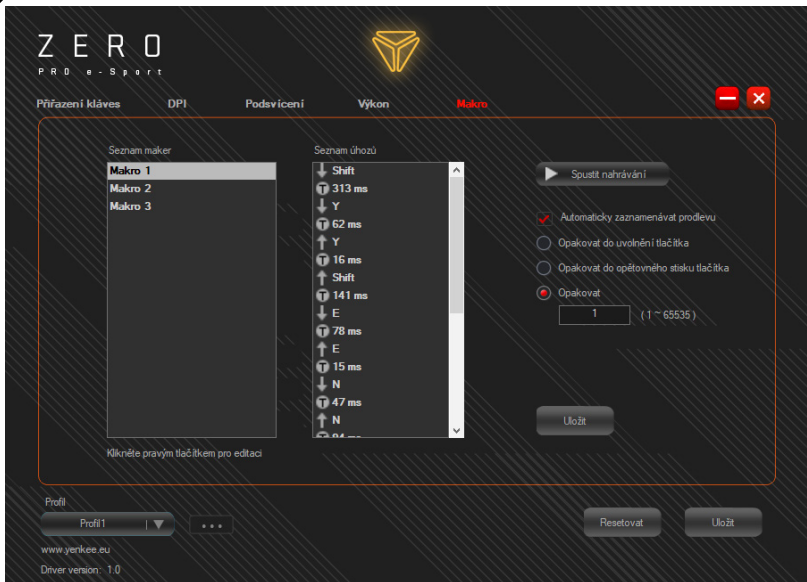 ZERO
PRO e-Sport
Přiřazení kláves DPI Podsvícení Výkon Makro
Seznam maker
Makro 1
Makro 2
Makro 3
Klikněte pravým tlačítkem pro editaci
Seznam úhozů
Shift
T 313 ms
Y
T 62 ms
Y
T 16 ms
Shift
T 141 ms
E
T 78 ms
E
T 15 ms
N
T 47 ms
N
T 94 ms
Spustit nahrávání
Automaticky zaznamenávat prodlevu
Opakovat do uvolnění tlačítka
Opakovat do opětovného stisku tlačítka
Opakovat
1 (1 ~ 65535)
Uložit
Profil
Profil1
...
Resetovat Uložit
www.yenkee.eu
Driver version: 1.0